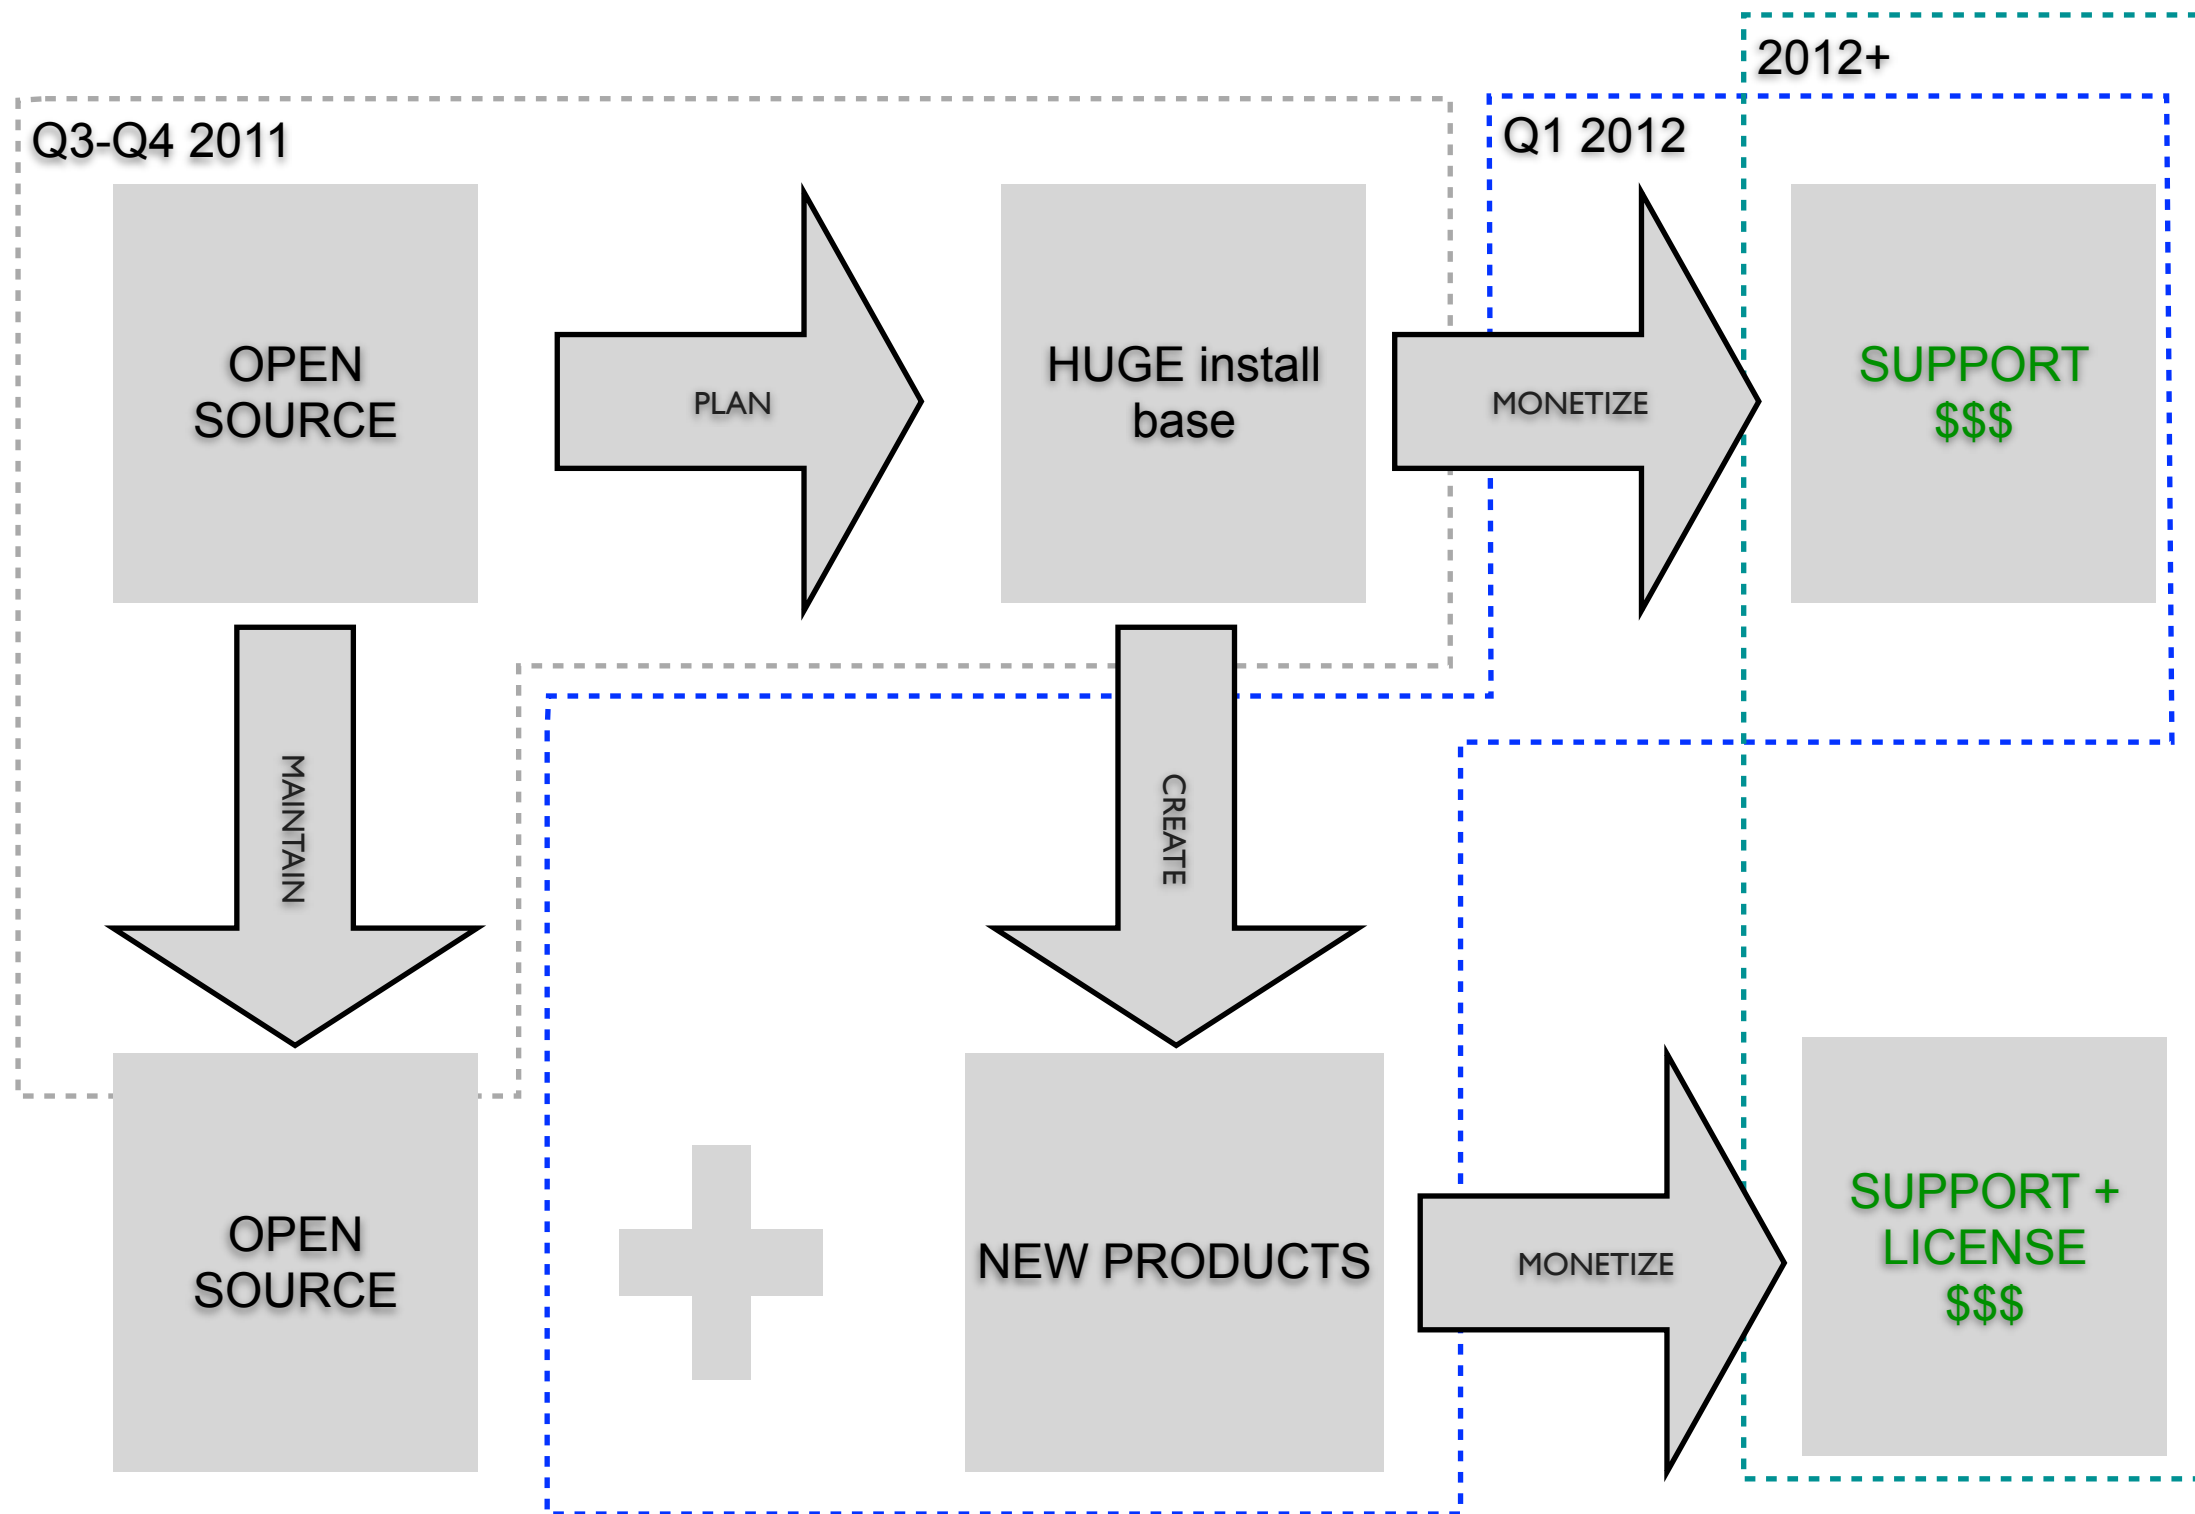 2012+
Q3-Q4 2011
Q1 2012
OPEN
SOURCE
PLAN
HUGE install
base
MONETIZE
SUPPORT
$$$
MAINTAIN
CREATE
OPEN
SOURCE
NEW PRODUCTS
MONETIZE
SUPPORT +
LICENSE
$$$